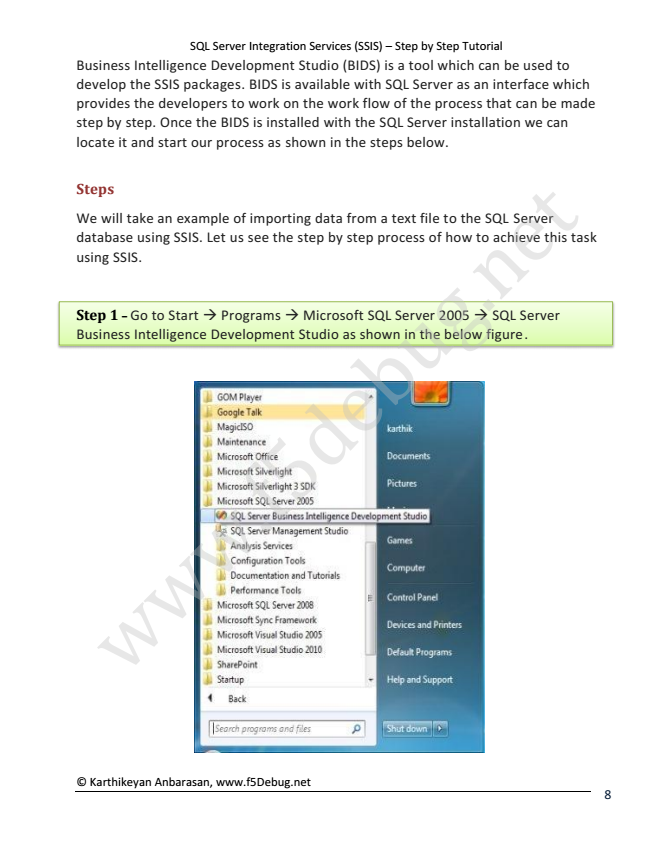 SQL Server Integration Services (SSIS) – Step by Step Tutorial
Business Intelligence Development Studio (BIDS) is a tool which can be used to
develop the SSIS packages. BIDS is available with SQL Server as an interface which
provides the developers to work on the work flow of the process that can be made
step by step. Once the BIDS is installed with the SQL Server installation we can
locate it and start our process as shown in the steps below.
Steps
We will take an example of importing data from a text file to the SQL Server
database using SSIS. Let us see the step by step process of how to achieve this task
using SSIS.
Step 1 – Go to Start → Programs → Microsoft SQL Server 2005 → SQL Server
Business Intelligence Development Studio as shown in the below figure.
GOM Player
Google Talk
MagicISO
Maintenance
Microsoft Office
Microsoft Silverlight
Microsoft Silverlight 3 SDK
Microsoft SQL Server 2005
SQL Server Business Intelligence Development Studio
SQL Server Management Studio
Analysis Services
Configuration Tools
Documentation and Tutorials
Performance Tools
Microsoft SQL Server 2008
Microsoft Sync Framework
Microsoft Visual Studio 2005
Microsoft Visual Studio 2010
SharePoint
Startup
Back
Search programs and files
karthik
Documents
Pictures
Games
Computer
Control Panel
Devices and Printers
Default Programs
Help and Support
Shut down
www.f5debug.net
© Karthikeyan Anbarasan, www.f5Debug.net
8